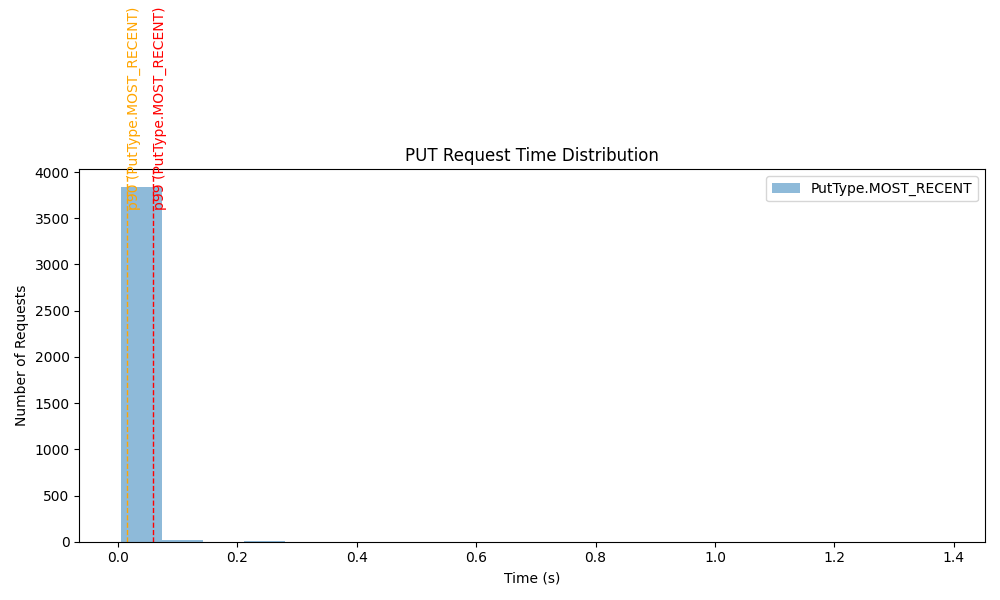 p90 (PutType.MOST_RECENT)
p99 (PutType.MOST_RECENT)
PUT Request Time Distribution
PutType.MOST_RECENT
Number of Requests
4000
3500
3000
2500
2000
1500
1000
500
0
0.0
0.2
0.4
0.6
0.8
1.0
1.2
1.4
Time (s)